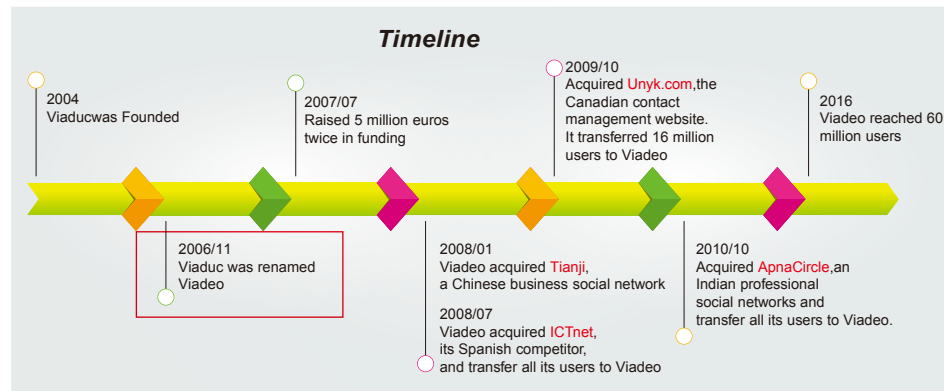 Timeline
2004
Viaducwas Founded
2007/07
Raised 5 million euros
twice in funding
2009/10
Acquired Unyk.com,the
Canadian contact
management website.
It transferred 16 million
users to Viadeo
2016
Viadeo reached 60
million users
2006/11
Viaduc was renamed
Viadeo
2008/01
Viadeo acquired Tianji,
a Chinese business social network
2008/07
Viadeo acquired ICTnet,
its Spanish competitor,
and transfer all its users to Viadeo
2010/10
Acquired ApnaCircle,an
Indian professional
social networks and
transfer all its users to Viadeo.